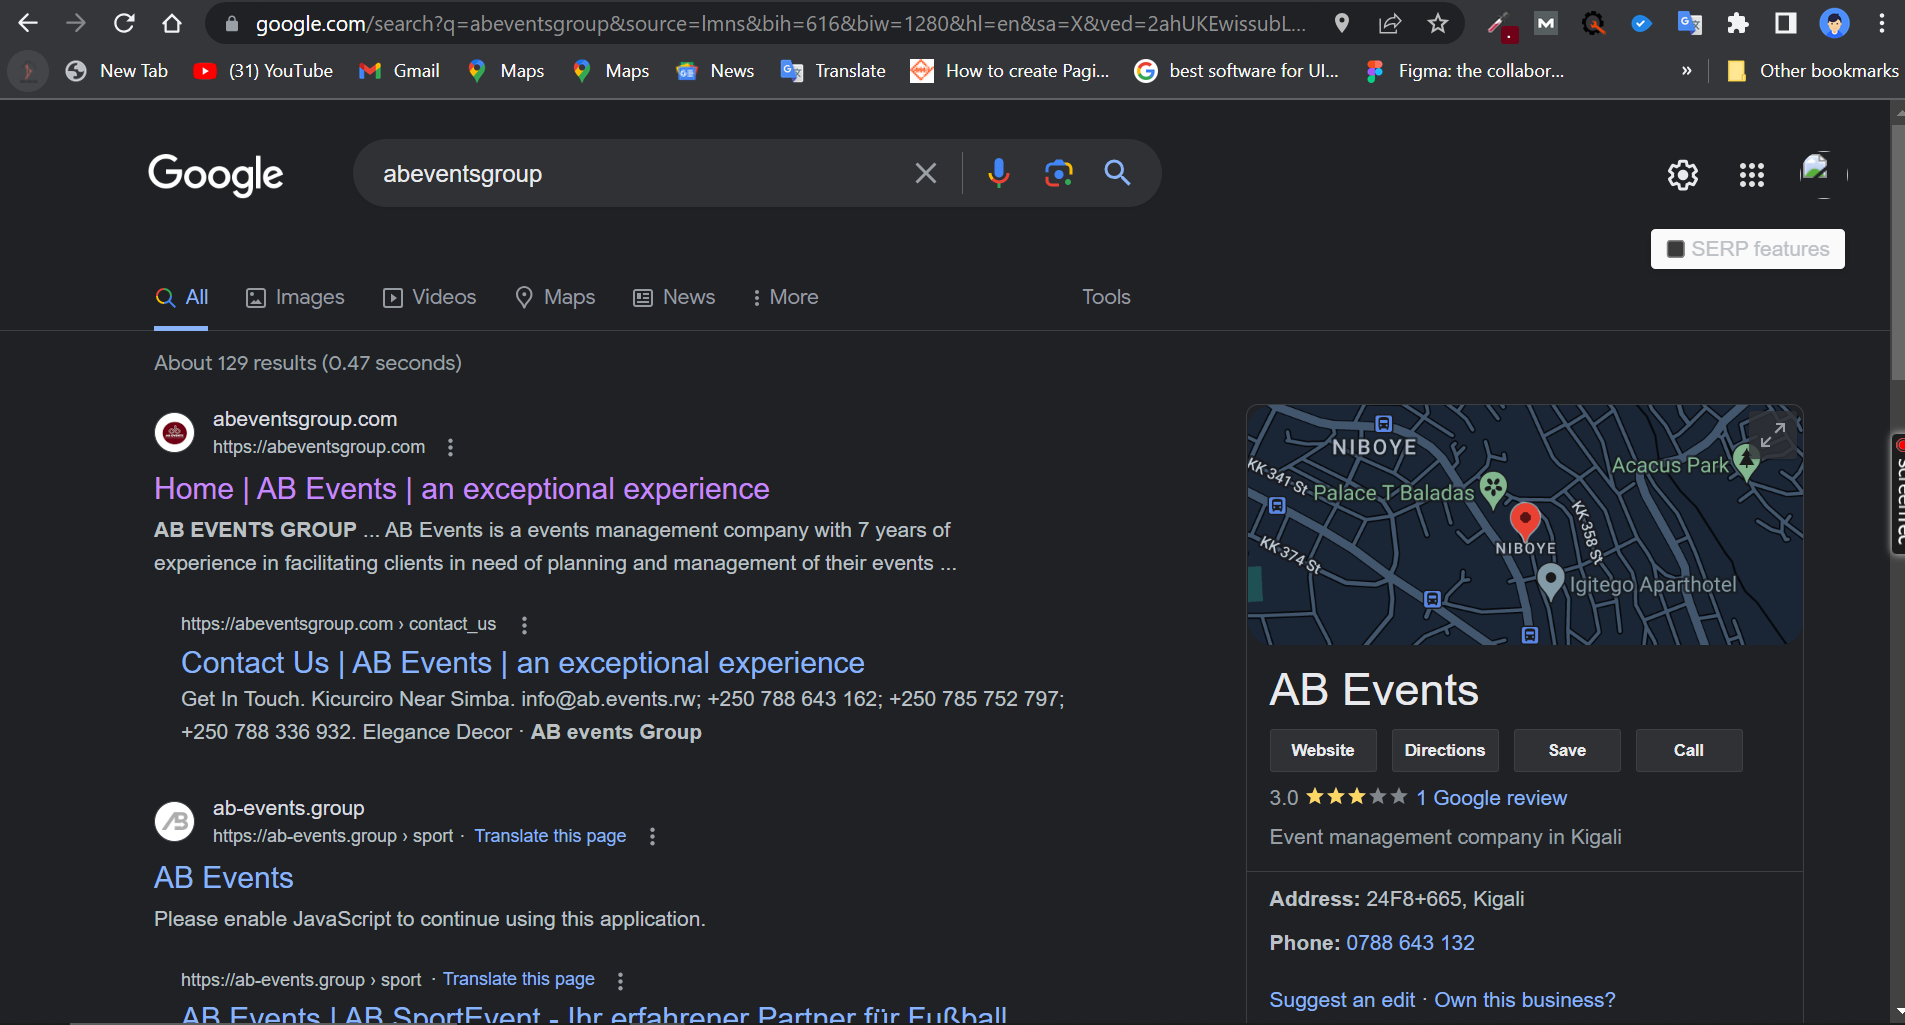 google.com/search?q=abeventsgroup&source=lmns&bih=616&biw=1280&hl=en&sa=X&ved=2ahUKEwissubL...
New Tab
(31) YouTube
Gmail
Maps
Maps
News
Translate
How to create Pagi...
best software for UI...
Figma: the collabor...
»
Other bookmarks
Google
abeventsgroup
SERP features
All
Images
Videos
Maps
News
More
Tools
About 129 results (0.47 seconds)
abeventsgroup.com
https://abeventsgroup.com
Home | AB Events | an exceptional experience
AB EVENTS GROUP ... AB Events is a events management company with 7 years of
experience in facilitating clients in need of planning and management of their events ...
https://abeventsgroup.com › contact_us
Contact Us | AB Events | an exceptional experience
Get In Touch. Kicurciro Near Simba. info@ab.events.rw; +250 788 643 162; +250 785 752 797;
+250 788 336 932. Elegance Decor · AB events Group
AB
ab-events.group
https://ab-events.group › sport · Translate this page
AB Events
Please enable JavaScript to continue using this application.
https://ab-events.group › sport · Translate this page
AB Events | AB SportEvent - Ihr erfahrener Partner für Fußball
NIBOYE
KK 341 St
Palace T Baladas
Acacus Park
KK 358 St
NIBOYE
KK 374 St
Igitego Aparthotel
AB Events
Website
Directions
Save
Call
3.0
1 Google review
Event management company in Kigali
Address: 24F8+665, Kigali
Phone: 0788 643 132
Suggest an edit · Own this business?